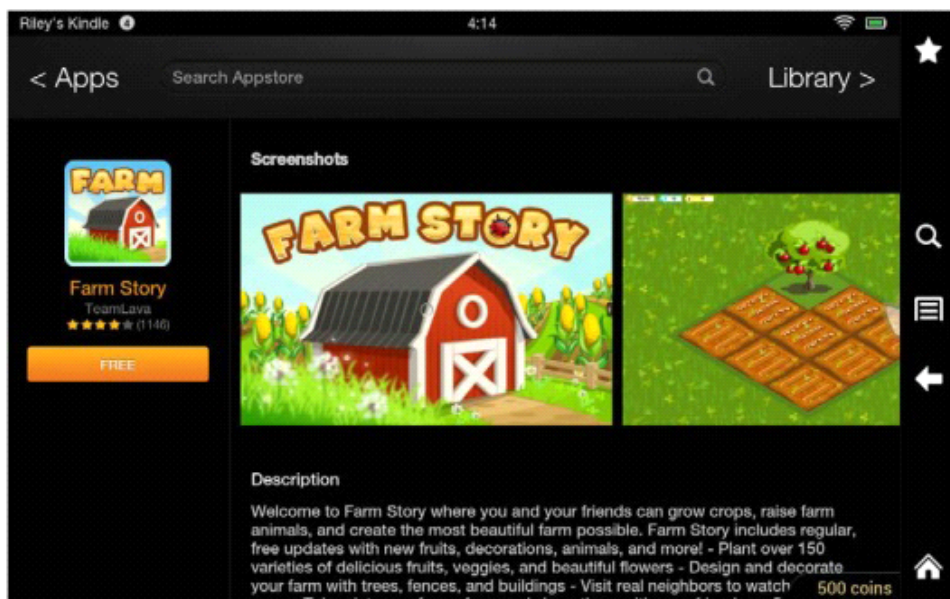 Riley's Kindle 4
4:14
< Apps
Search Appstore
Library >
Screenshots
FARM
FARM STORY
Farm Story
TeamLava
(1146)
FREE
Description
Welcome to Farm Story where you and your friends can grow crops, raise farm
animals, and create the most beautiful farm possible. Farm Story includes regular,
free updates with new fruits, decorations, animals, and more! - Plant over 150
varieties of delicious fruits, veggies, and beautiful flowers - Design and decorate
your farm with trees, fences, and buildings - Visit real neighbors to watch
500 coins